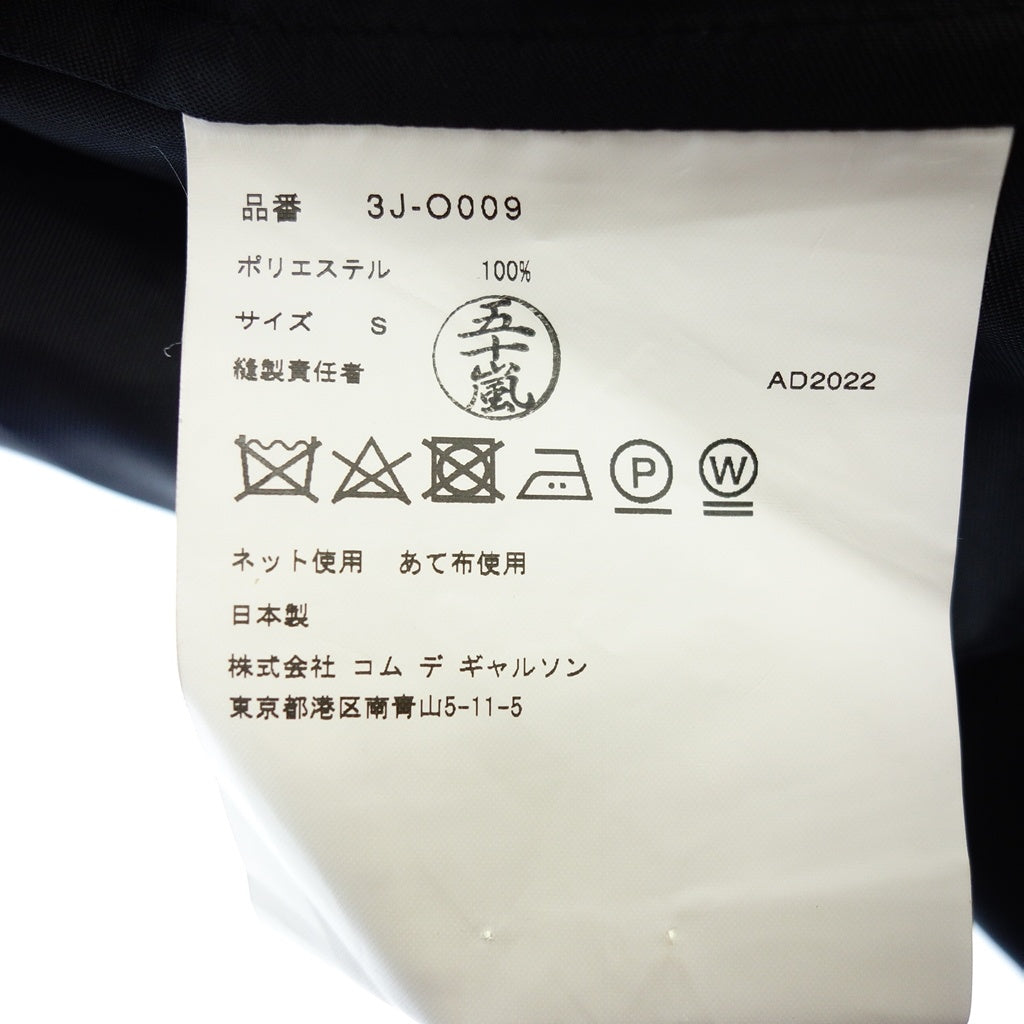 品番 3J-O009
ポリエステル 100%
サイズ S
縫製責任者 五十嵐 AD2022
P W
ネット使用 あて布使用
日本製
株式会社 コム デ ギャルソン
東京都港区南青山5-11-5